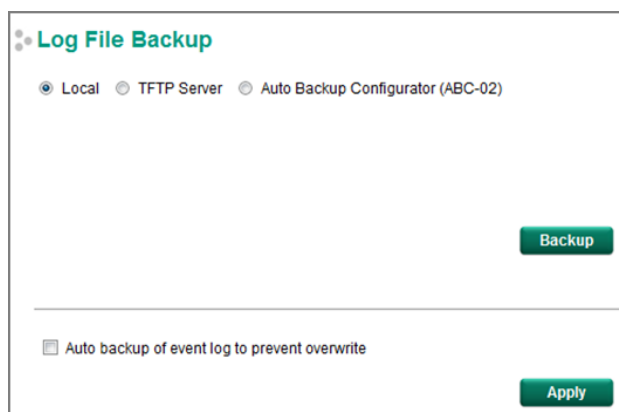 Log File Backup
Local TFTP Server Auto Backup Configurator (ABC-02)
Backup
Auto backup of event log to prevent overwrite
Apply